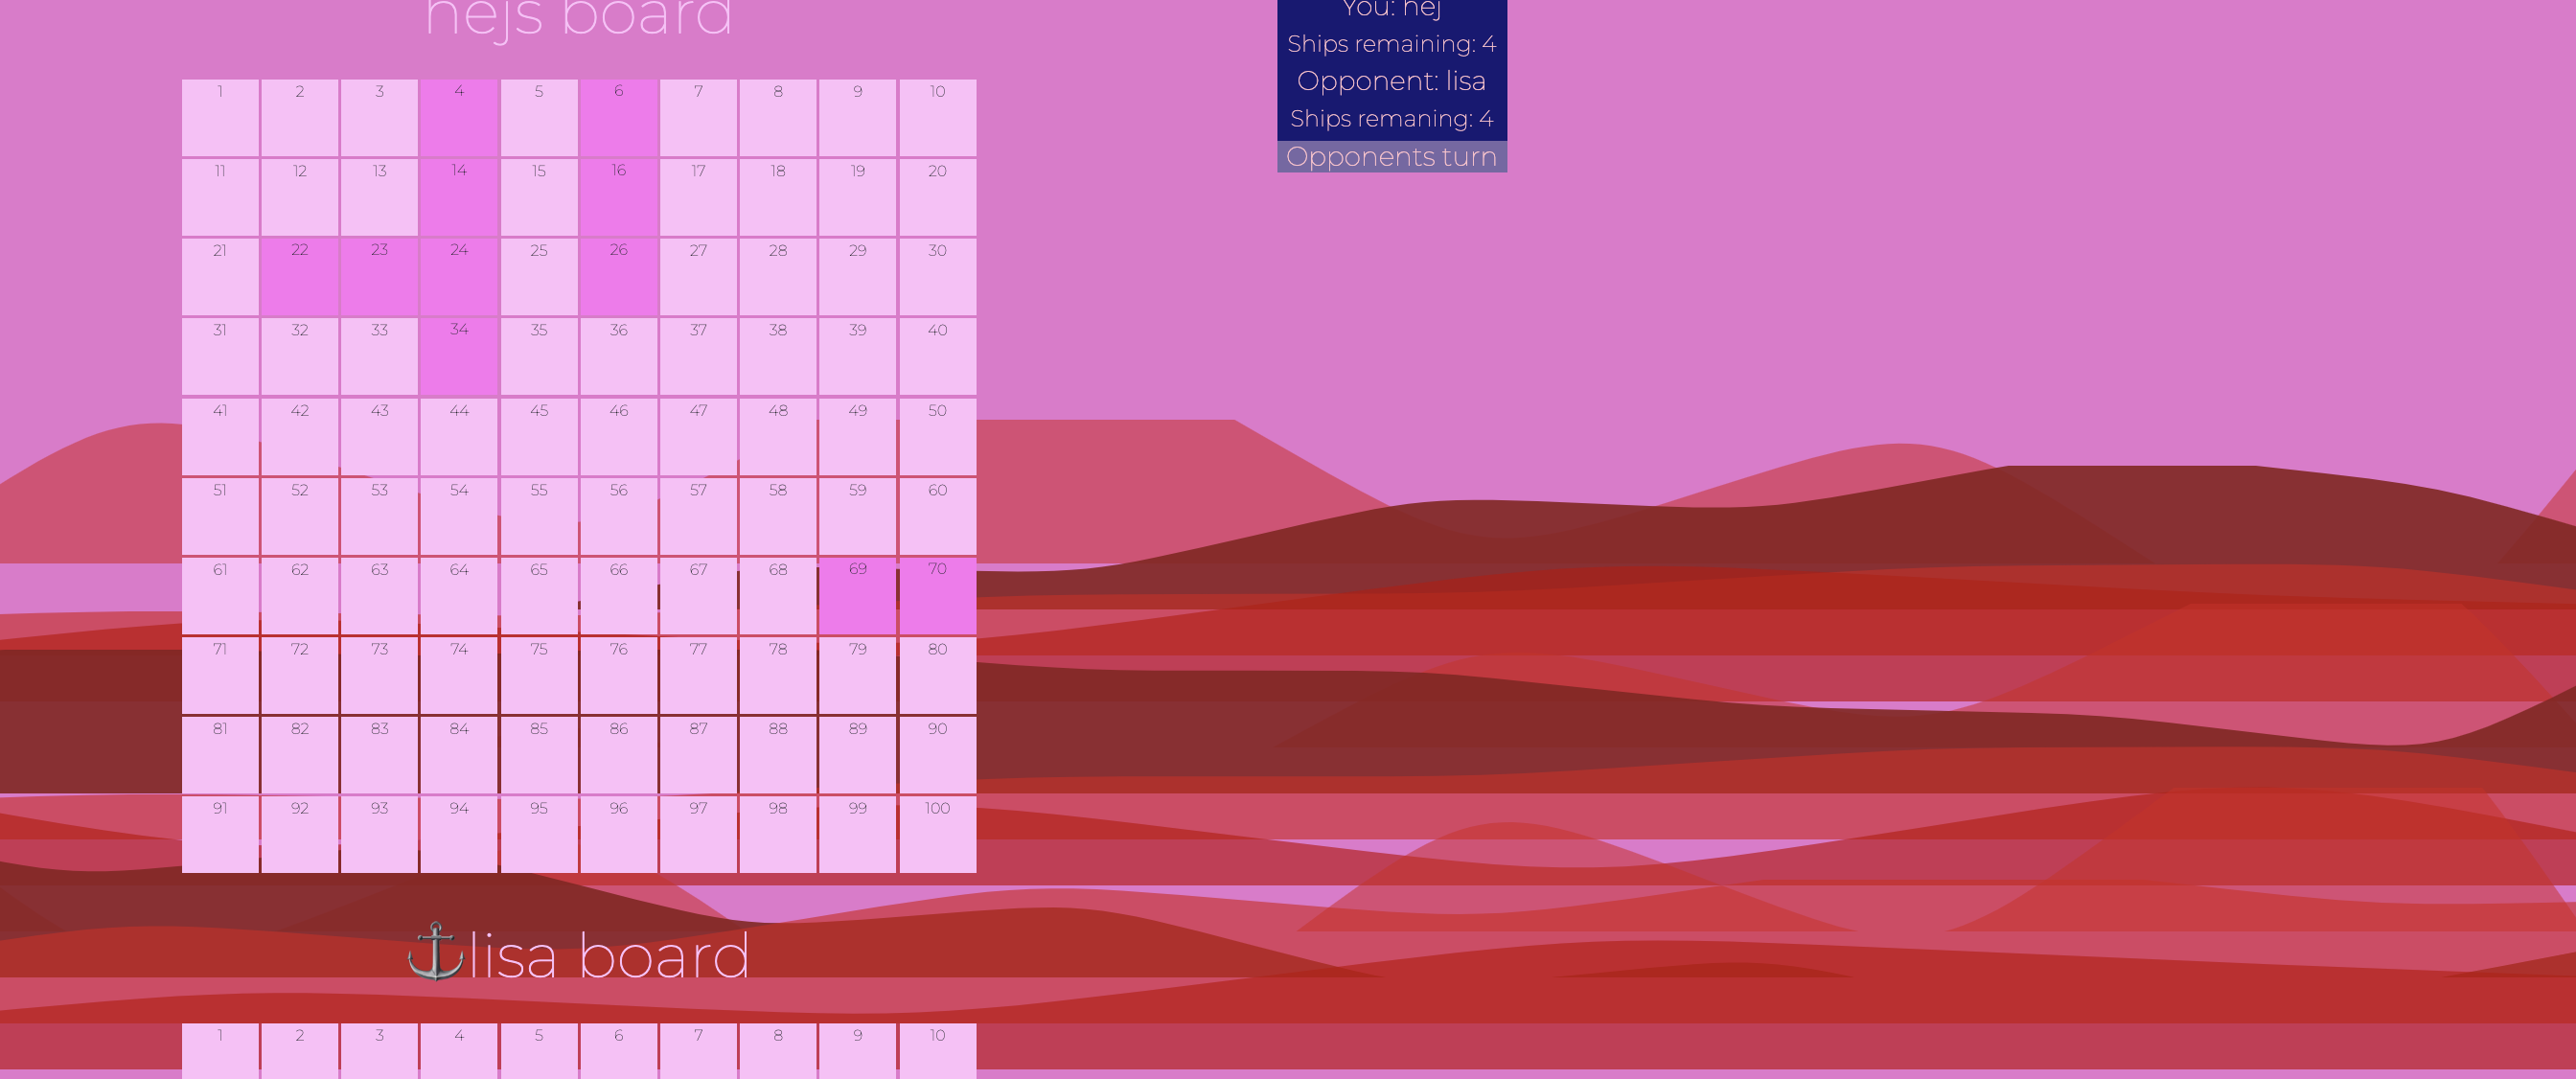 hejs board
You: hej
Ships remaining: 4
Opponent: lisa
Ships remaning: 4
Opponents turn
1 2 3 4 5 6 7 8 9 10
11 12 13 14 15 16 17 18 19 20
21 22 23 24 25 26 27 28 29 30
31 32 33 34 35 36 37 38 39 40
41 42 43 44 45 46 47 48 49 50
51 52 53 54 55 56 57 58 59 60
61 62 63 64 65 66 67 68 69 70
71 72 73 74 75 76 77 78 79 80
81 82 83 84 85 86 87 88 89 90
91 92 93 94 95 96 97 98 99 100
lisa board
1 2 3 4 5 6 7 8 9 10